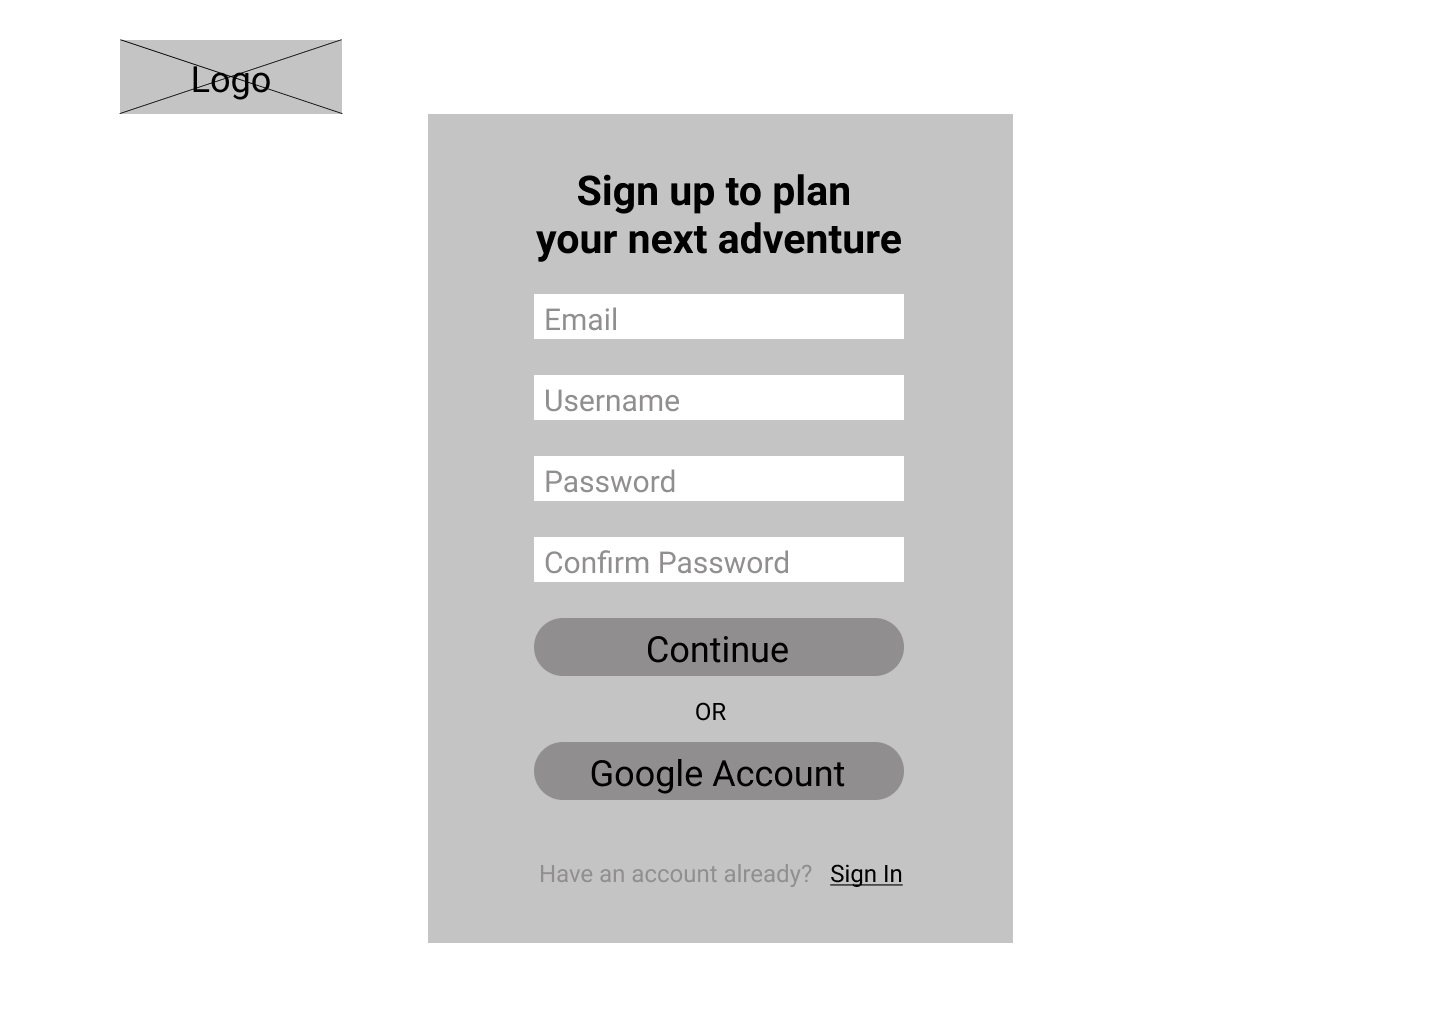 Logo
Sign up to plan
your next adventure
Email
Username
Password
Confirm Password
Continue
OR
Google Account
Have an account already? Sign In